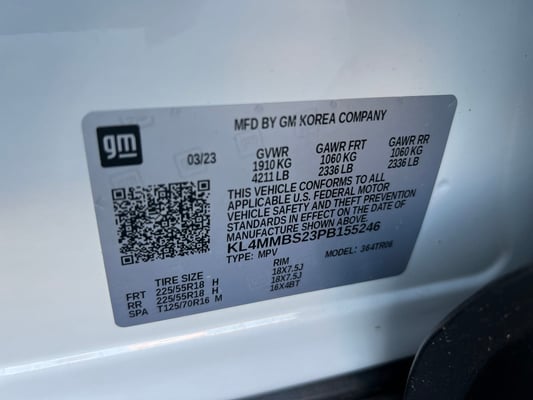 MFD BY GM KOREA COMPANY
gm
03/23 GVWR GAWR FRT GAWR RR
1910 KG 1060 KG 1060 KG
4211 LB 2336 LB 2336 LB
THIS VEHICLE CONFORMS TO ALL
APPLICABLE U.S. FEDERAL MOTOR
VEHICLE SAFETY AND THEFT PREVENTION
STANDARDS IN EFFECT ON THE DATE OF
MANUFACTURE SHOWN ABOVE.
KL4MMBS23PB155246
TYPE: MPV MODEL: 364TR06
TIRE SIZE RIM
FRT 225/55R18 H 18X7.5J
RR 225/55R18 H 18X7.5J
SPA T125/70R16 M 16X4BT